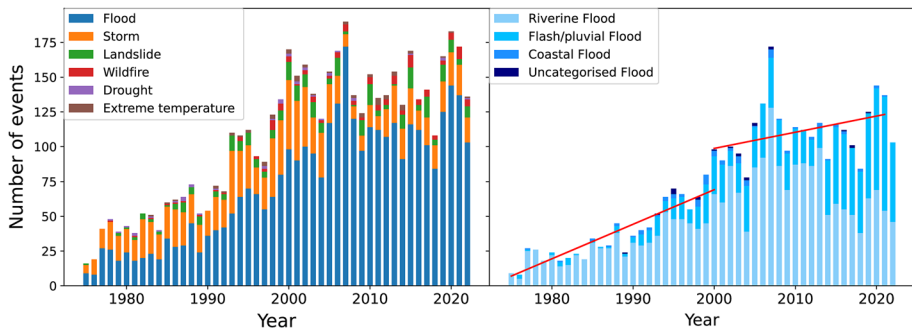 Number of events
175
150
125
100
75
50
25
0
Flood
Storm
Landslide
Wildfire
Drought
Extreme temperature
1980
1990
2000
2010
2020
Year
Riverine Flood
Flash/pluvial Flood
Coastal Flood
Uncategorised Flood
1980
1990
2000
2010
2020
Year